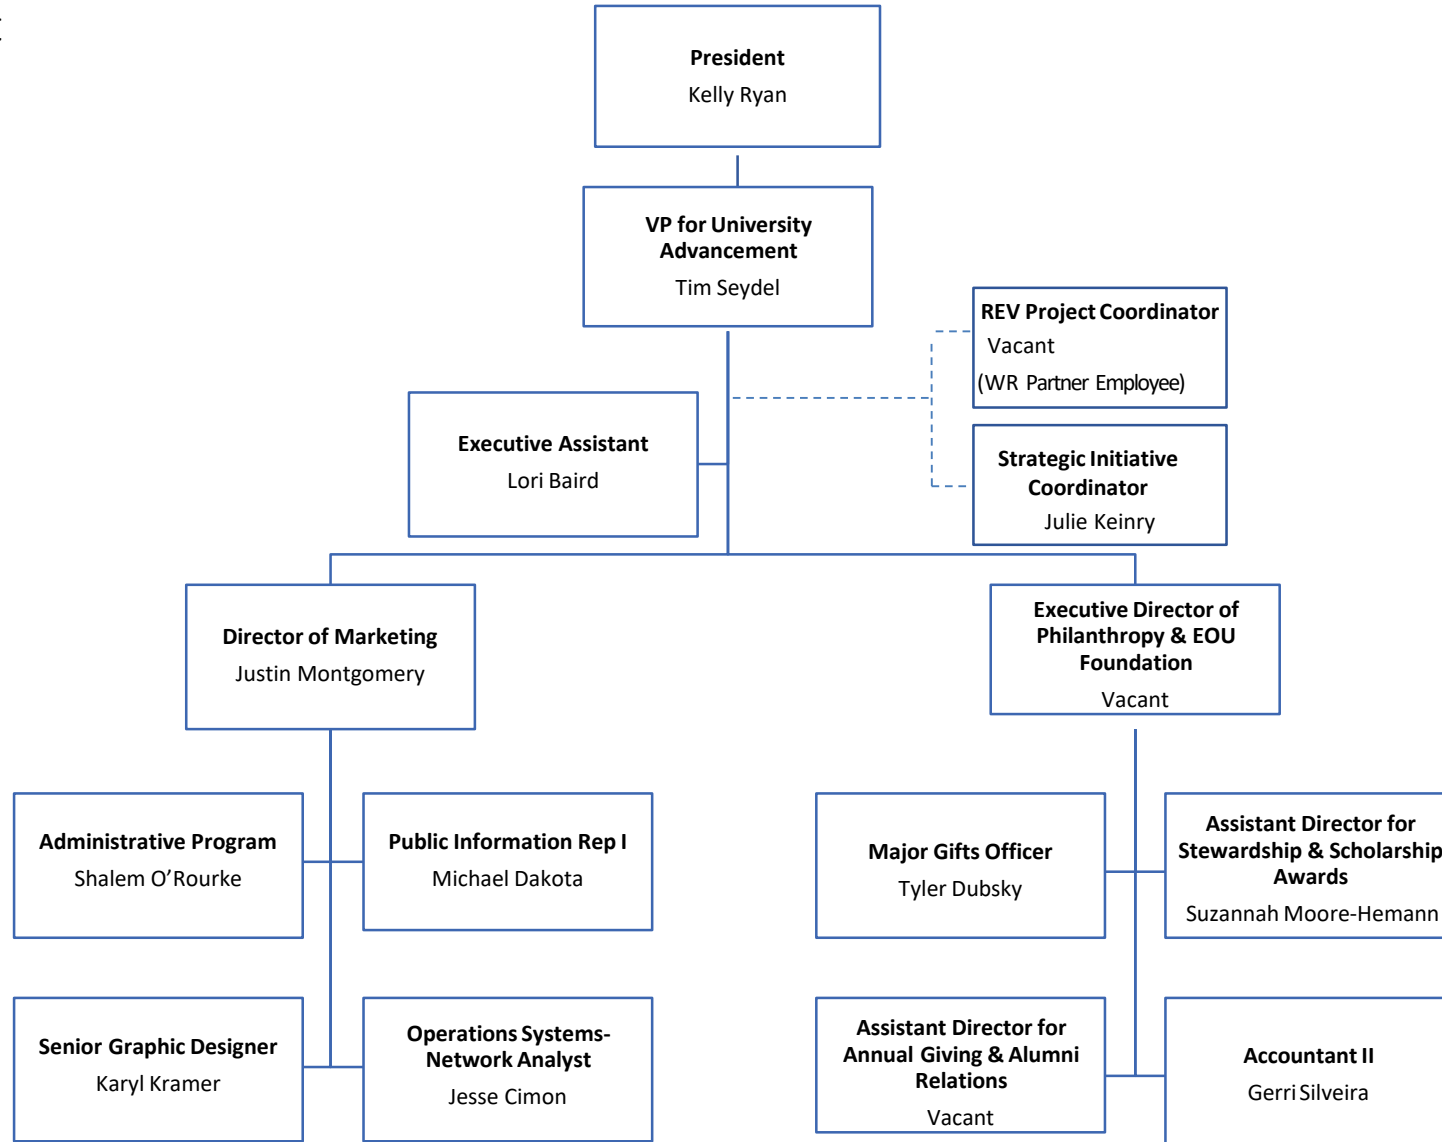 President
Kelly Ryan
VP for University
Advancement
Tim Seydel
REV Project Coordinator
Vacant
(WR Partner Employee)
Executive Assistant
Lori Baird
Strategic Initiative
Coordinator
Julie Keinry
Director of Marketing
Justin Montgomery
Executive Director of
Philanthropy & EOU
Foundation
Vacant
Administrative Program
Shalem O’Rourke
Public Information Rep I
Michael Dakota
Major Gifts Officer
Tyler Dubsky
Assistant Director for
Stewardship & Scholarship
Awards
Suzannah Moore-Hemann
Senior Graphic Designer
Karyl Kramer
Operations Systems-
Network Analyst
Jesse Cimon
Assistant Director for
Annual Giving & Alumni
Relations
Vacant
Accountant II
Gerri Silveira